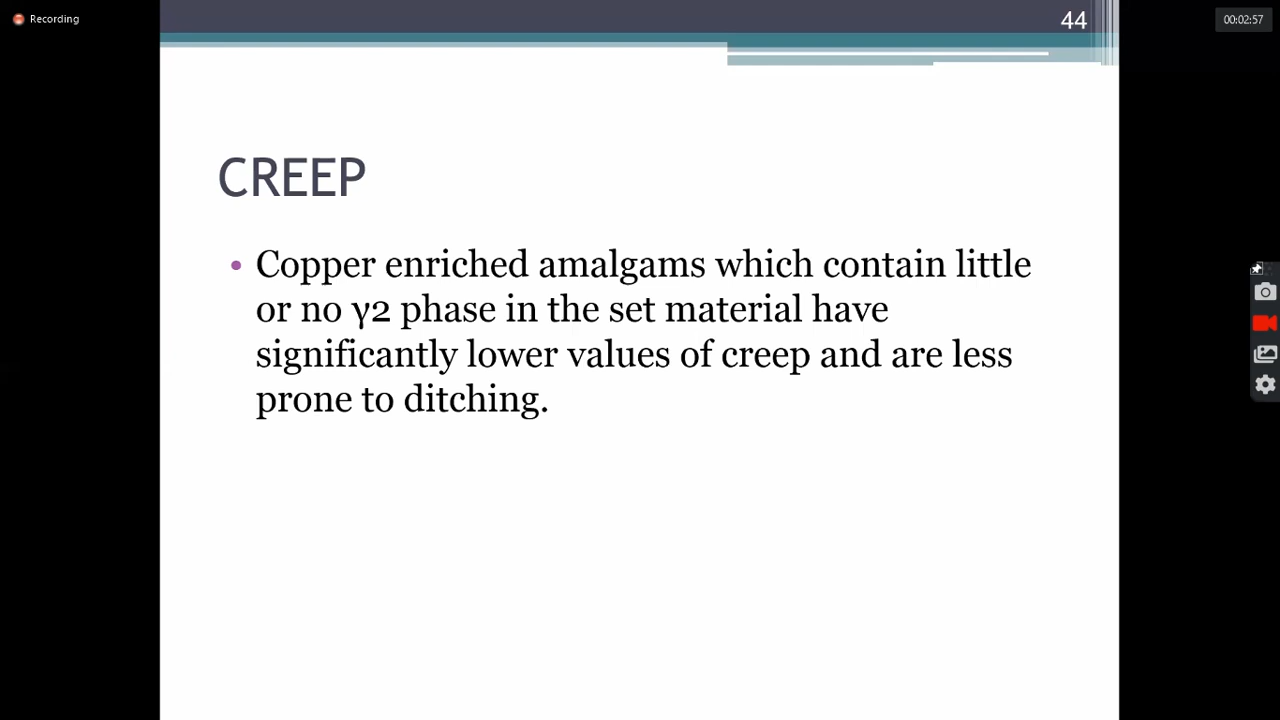 Recording
44
00:02:57
CREEP
• Copper enriched amalgams which contain little
or no γ2 phase in the set material have
significantly lower values of creep and are less
prone to ditching.